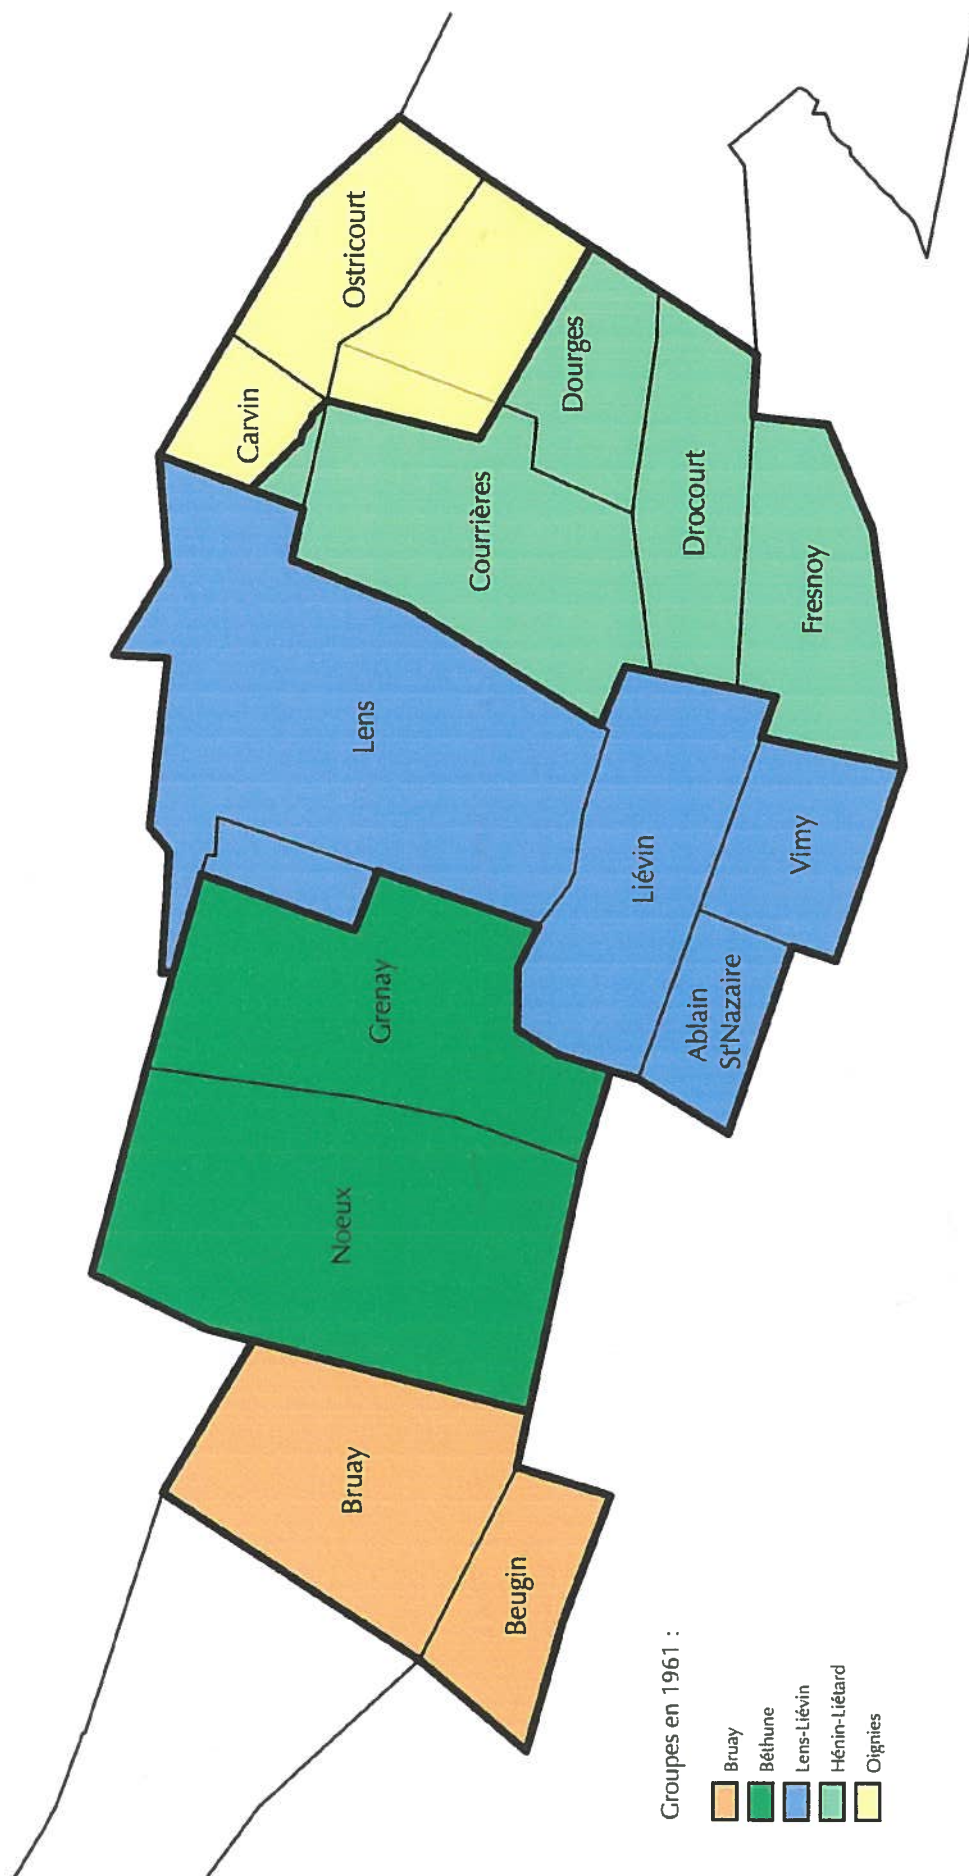 Carvin
Ostricourt
Lens
Courrières
Dourges
Drocourt
Fresnoy
Liévin
Vimy
Ablain
St'Nazaire
Grenay
Noeux
Bruay
Beugin
Groupes en 1961 :
Bruay
Béthune
Lens-Liévin
Hénin-Liétard
Oignies